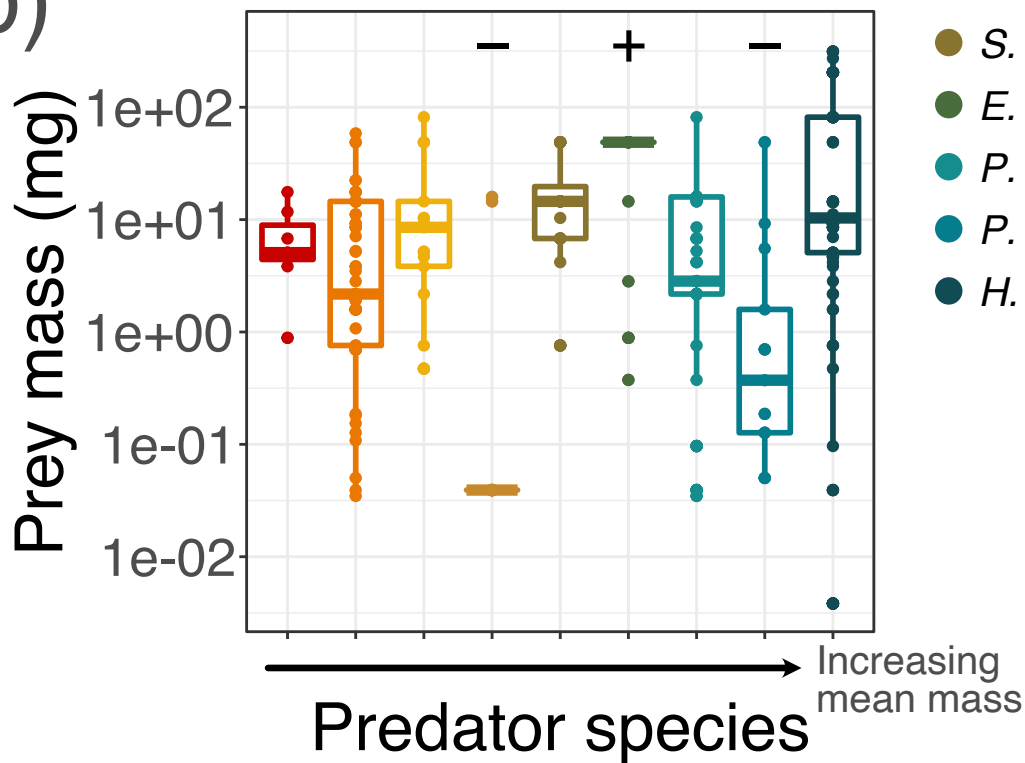 b)
− + −
Prey mass (mg)
1e+02
1e+01
1e+00
1e-01
1e-02
S.
E.
P.
P.
H.
Increasing
mean mass
Predator species